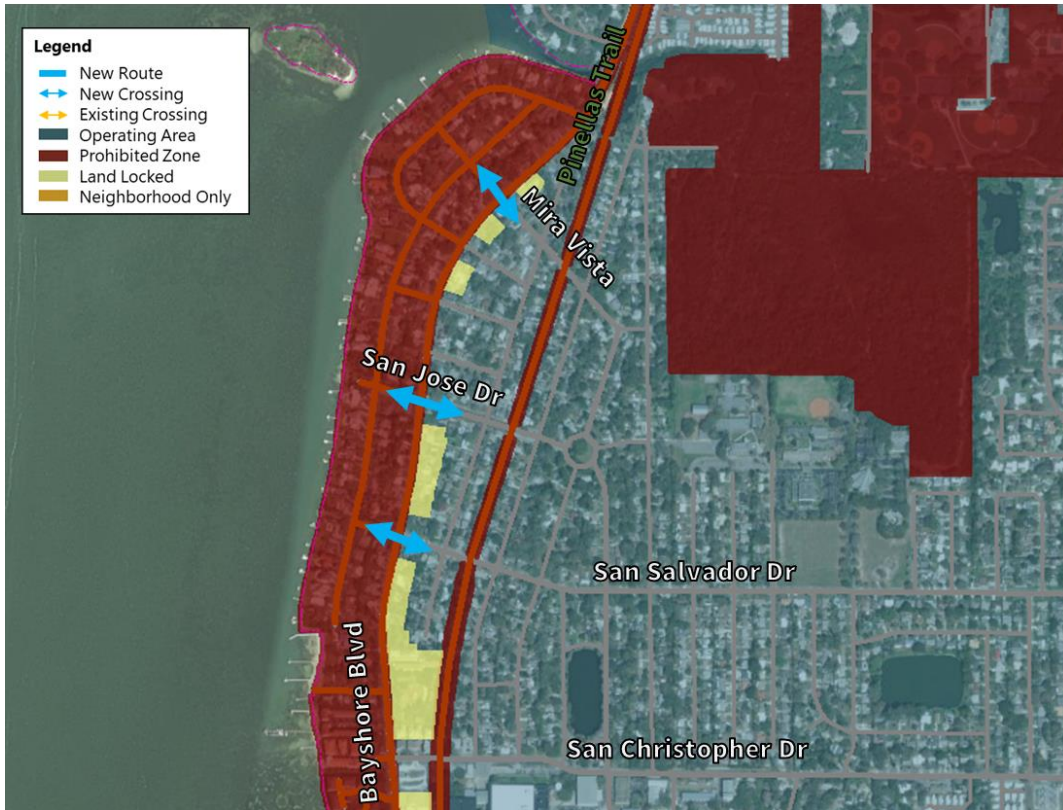 Legend
New Route
New Crossing
Existing Crossing
Operating Area
Prohibited Zone
Land Locked
Neighborhood Only
Pinellas Trail
Mira Vista
San Jose Dr
San Salvador Dr
Bayshore Blvd
San Christopher Dr